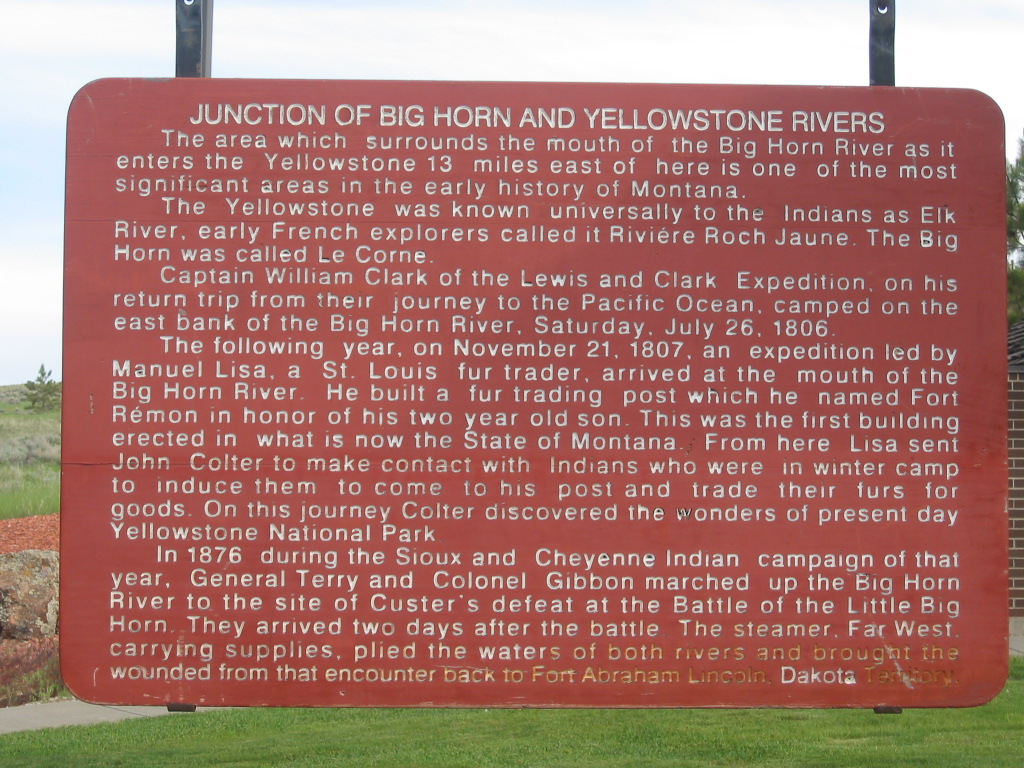 JUNCTION OF BIG HORN AND YELLOWSTONE RIVERS
The area which surrounds the mouth of the Big Horn River as it
enters the Yellowstone 13 miles east of here is one of the most
significant areas in the early history of Montana.
The Yellowstone was known universally to the Indians as Elk
River, early French explorers called it Riviére Roch Jaune. The Big
Horn was called Le Corne.
Captain William Clark of the Lewis and Clark Expedition, on his
return trip from their journey to the Pacific Ocean, camped on the
east bank of the Big Horn River, Saturday, July 26, 1806.
The following year, on November 21, 1807, an expedition led by
Manuel Lisa, a St. Louis fur trader, arrived at the mouth of the
Big Horn River. He built a fur trading post which he named Fort
Rémon in honor of his two year old son. This was the first building
erected in what is now the State of Montana. From here Lisa sent
John Colter to make contact with Indians who were in winter camp
to induce them to come to his post and trade their furs for
goods. On this journey Colter discovered the wonders of present day
Yellowstone National Park
In 1876 during the Sioux and Cheyenne Indian campaign of that
year, General Terry and Colonel Gibbon marched up the Big Horn
River to the site of Custer's defeat at the Battle of the Little Big
Horn. They arrived two days after the battle. The steamer, Far West,
carrying supplies, plied the waters of both rivers and brought the
wounded from that encounter back to Fort Abraham Lincoln, Dakota Territory.